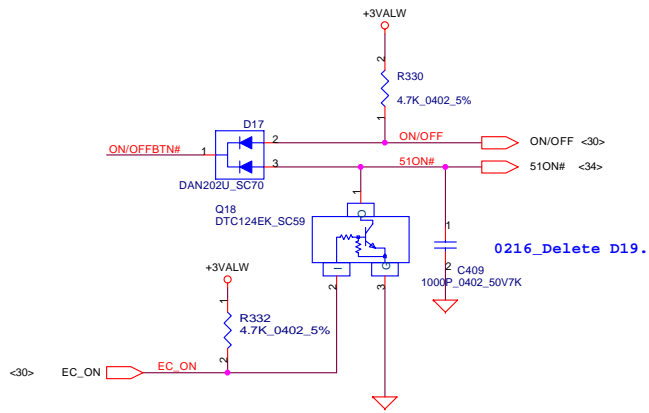 +3VALW
2
R330
4.7K_0402_5%
1
D17
ON/OFFBTN#
1
2
ON/OFF
ON/OFF <30>
3
51ON#
51ON# <34>
DAN202U_SC70
Q18
DTC124EK_SC59
1
O
I
G
2
3
1
2
C409
1000P_0402_50V7K
0216_Delete D19.
+3VALW
1
R332
4.7K_0402_5%
2
<30> EC_ON
EC_ON